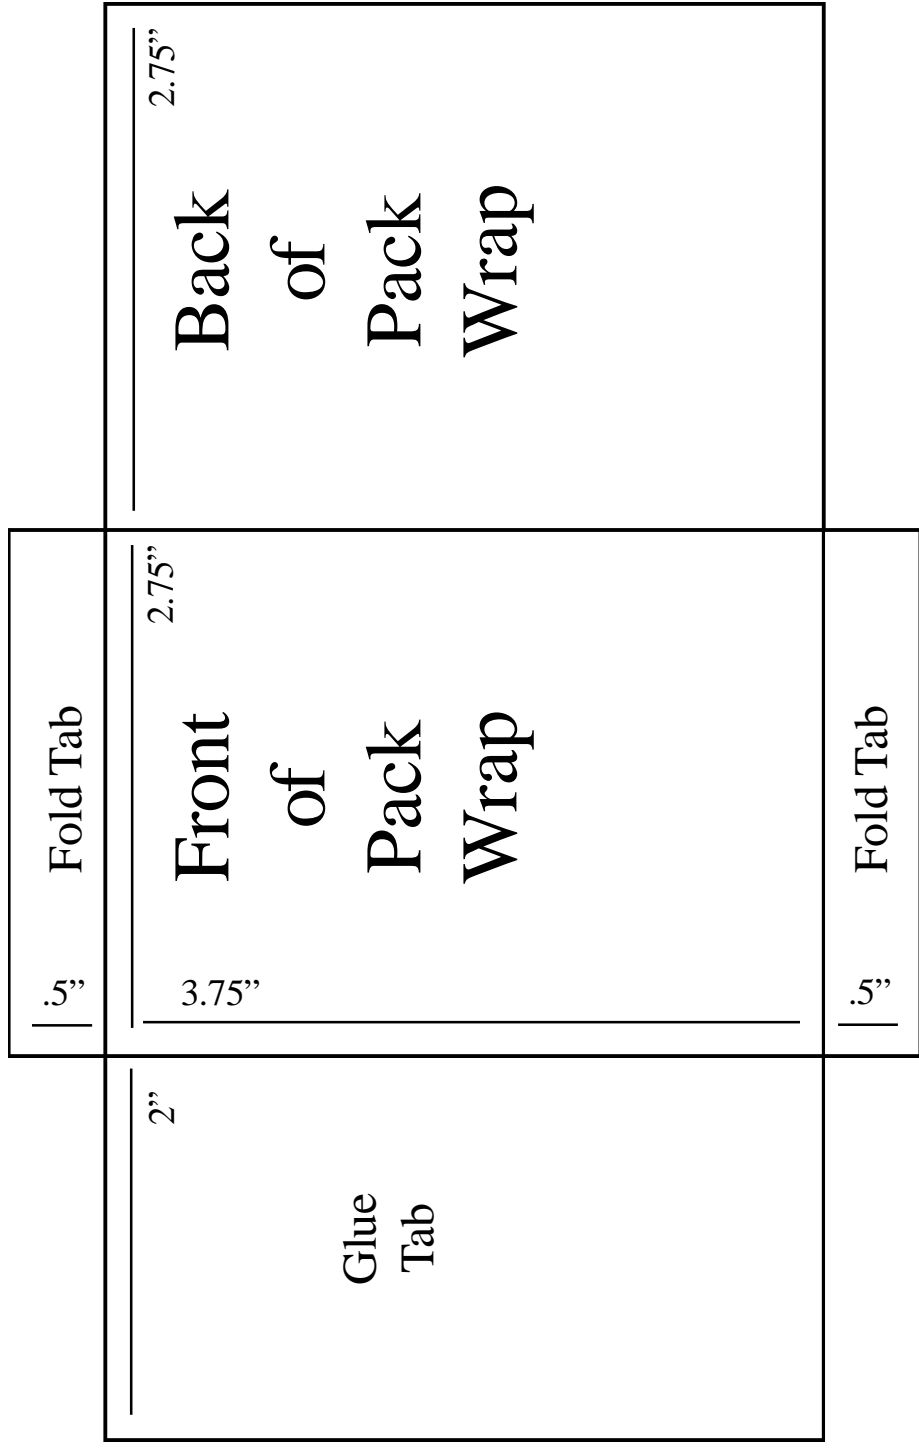 2.75”
Back
of
Pack
Wrap
2.75”
Fold Tab
Front
of
Pack
Wrap
Fold Tab
.5”
3.75”
.5”
2”
Glue
Tab